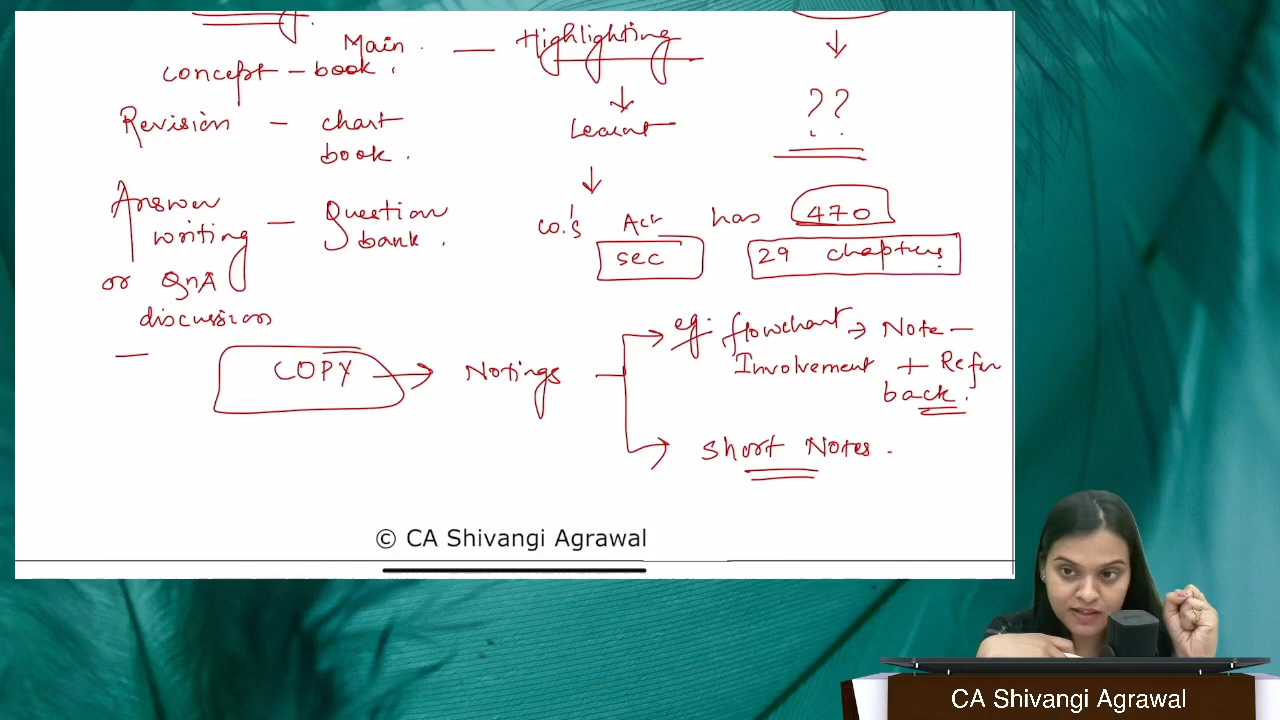 Main — Highlighting
concept - book.
Revision - chart
book.
Learnt
??
Answer
writing - Question
bank.
or QnA
discussion
co.'s Act has 470
sec 29 chapters
COPY → Notings
eg. flowchart → Note -
Involvement + Refer
back.
Short Notes.
© CA Shivangi Agrawal
CA Shivangi Agrawal